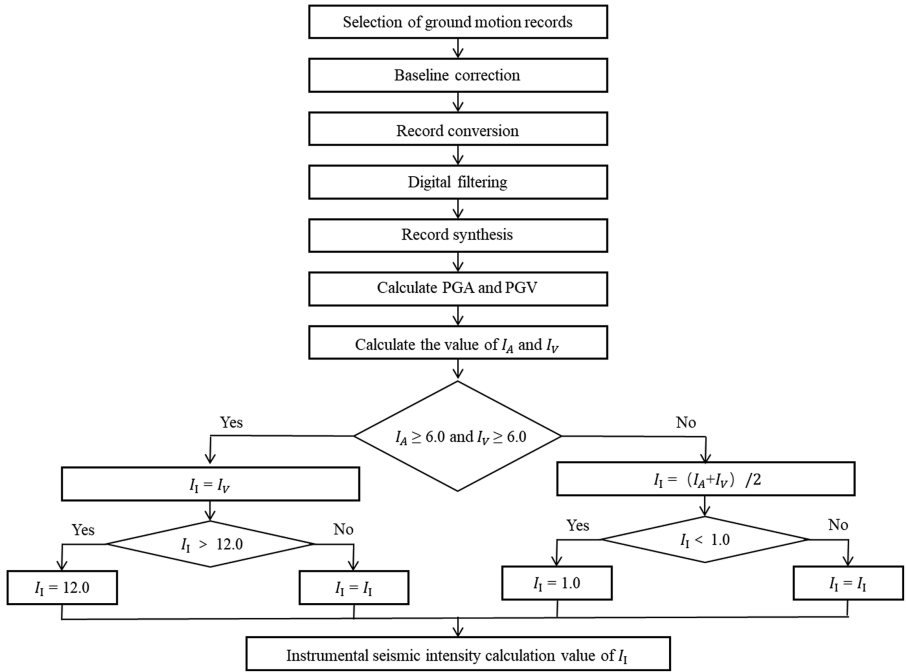 Selection of ground motion records
Baseline correction
Record conversion
Digital filtering
Record synthesis
Calculate PGA and PGV
Calculate the value of I_A and I_V
I_A ≥ 6.0 and I_V ≥ 6.0
Yes
No
I_I = I_V
I_I = （I_A+I_V）/2
I_I > 12.0
Yes
No
I_I < 1.0
Yes
No
I_I = 12.0
I_I = I_I
I_I = 1.0
I_I = I_I
Instrumental seismic intensity calculation value of I_I